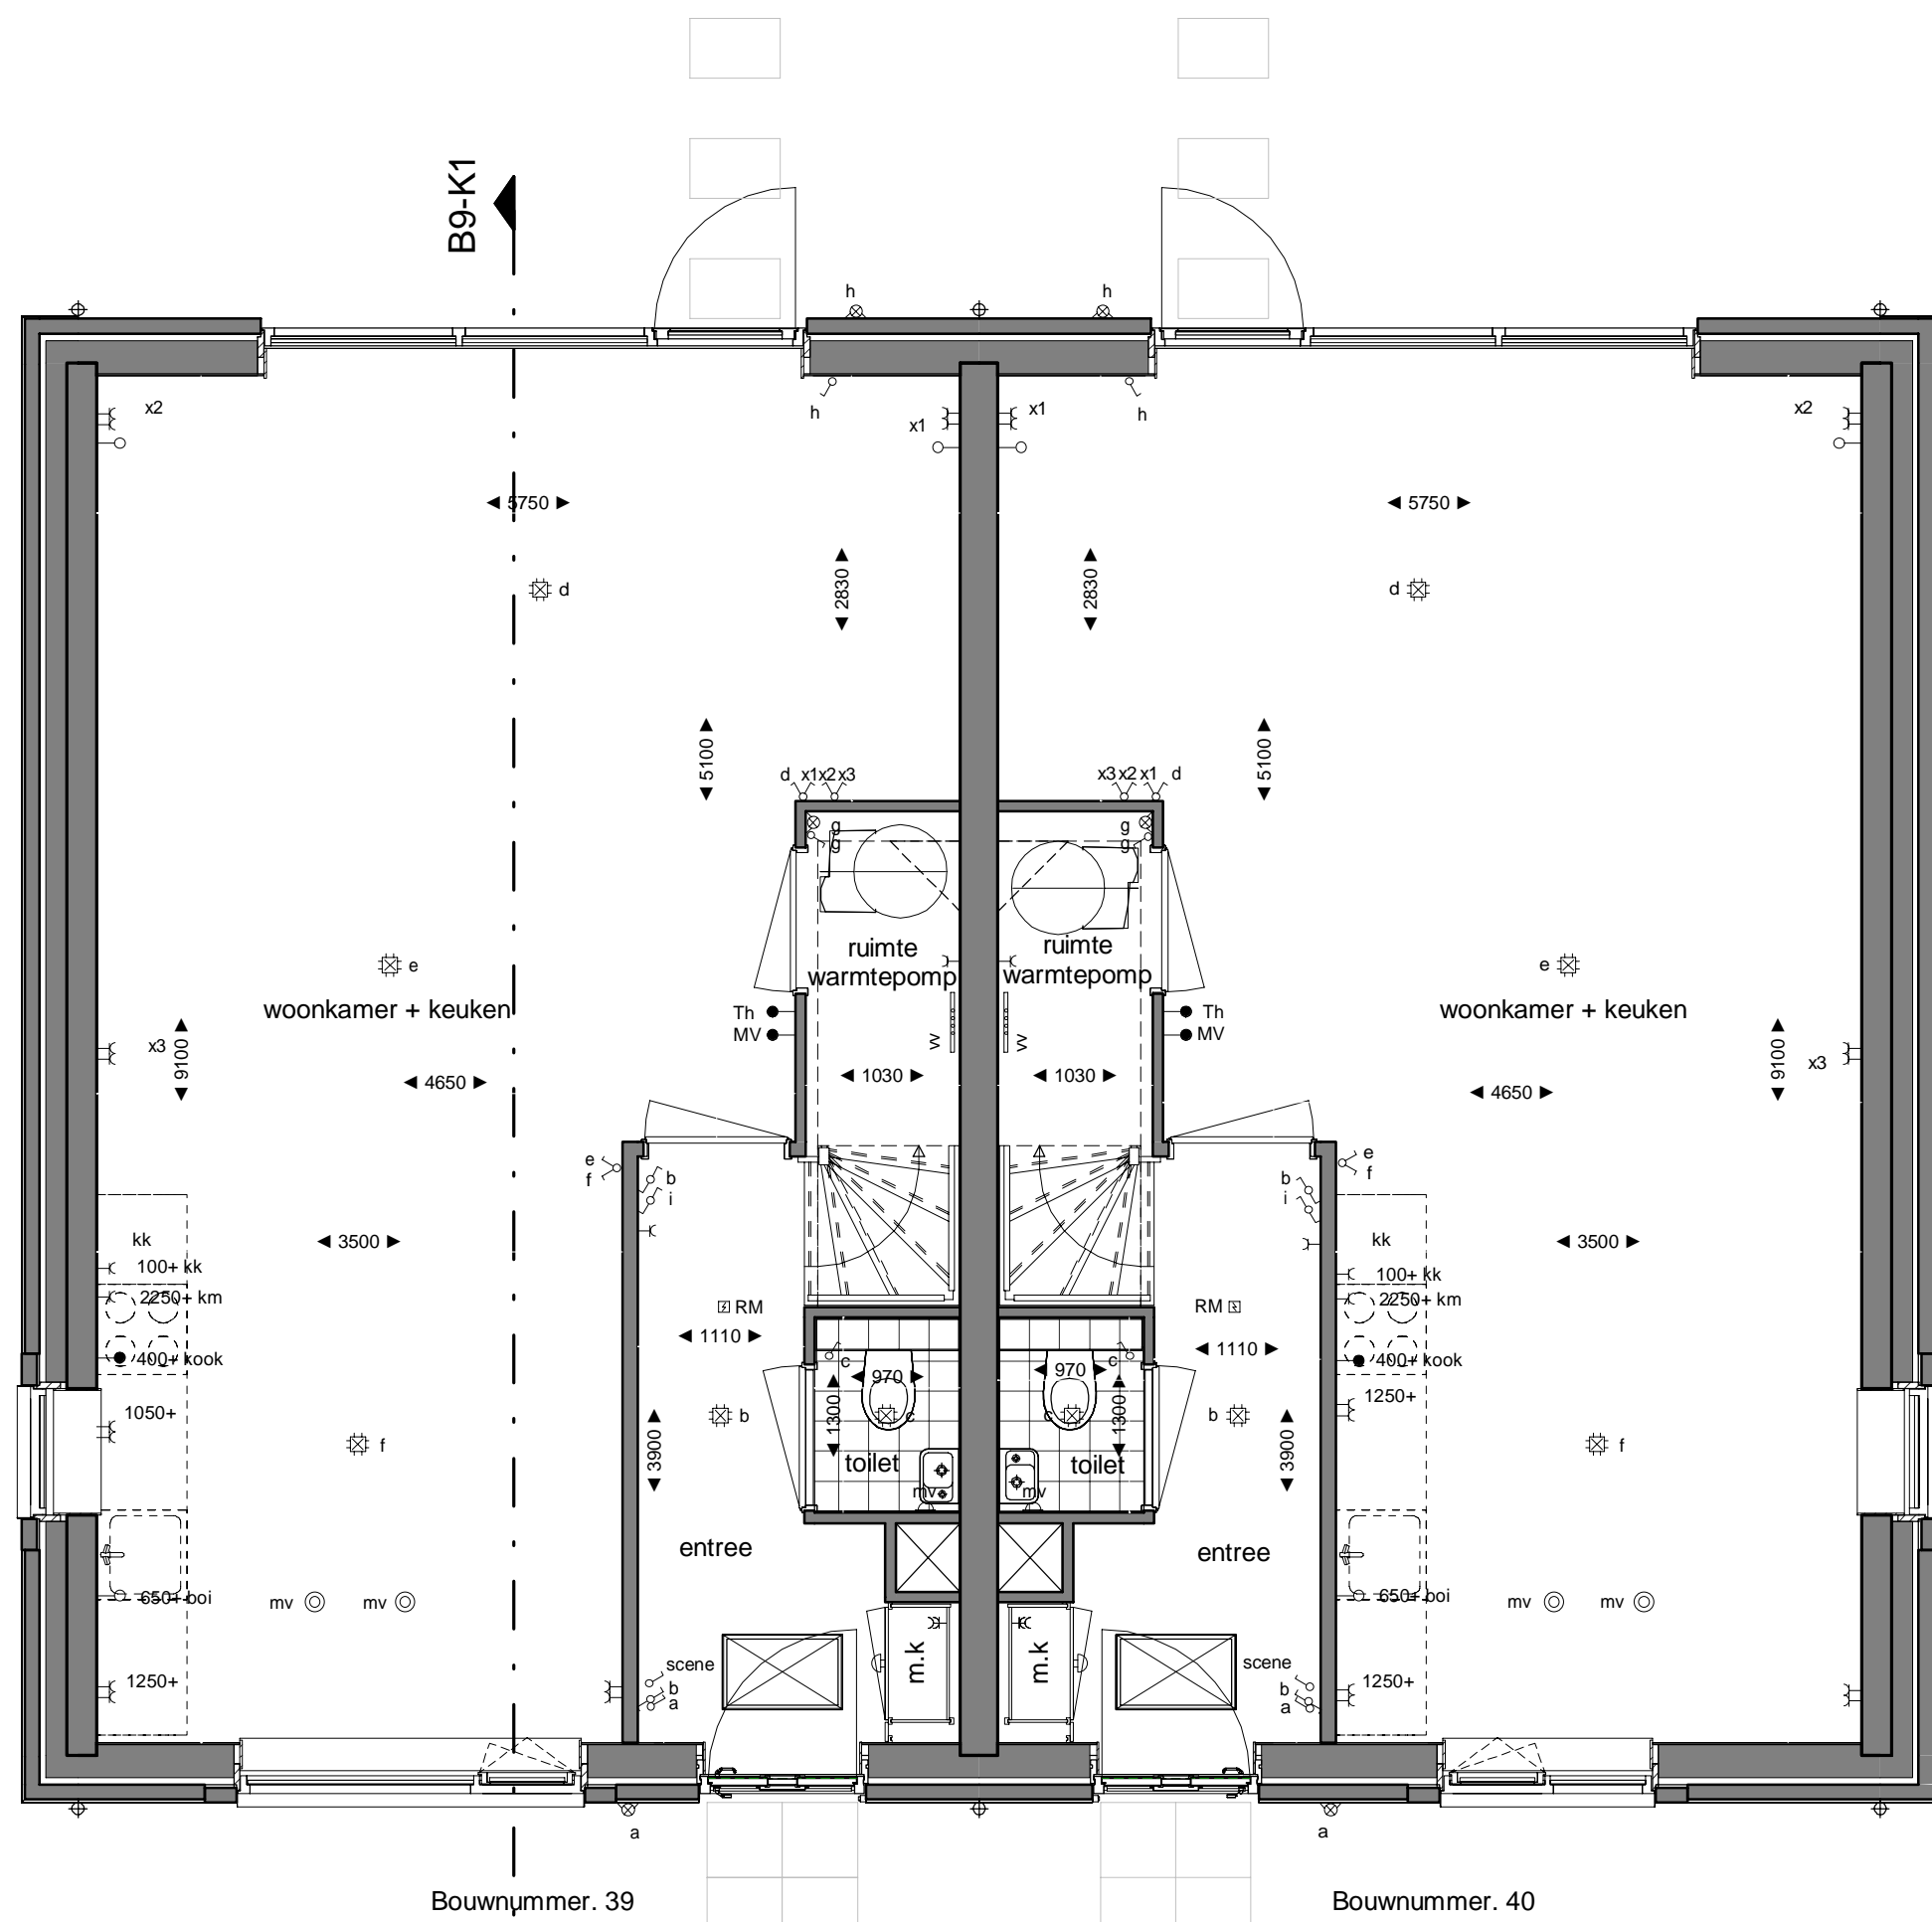 B9-K1
h
h
x2
h
x1
x1
h
x2
5750
5750
d
2830
2830
d
5100
5100
d x1x2x3
x3x2x1 d
g
g
g
g
ruimte
warmtepomp
ruimte
warmtepomp
e
woonkamer + keuken
e
woonkamer + keuken
Th
MV
Th
MV
x3
9100
4650
vv
vv
1030
1030
4650
9100
x3
e
f
b
i
b
i
e
f
kk
3500
100+ kk
2250+ km
400+ kook
kk
3500
100+ kk
2250+ km
400+ kook
RM
1110
RM
1110
c
970
1300
c
970
1300
c
c
1050+
f
b
3900
b
3900
1250+
f
toilet
mv
toilet
mv
entree
entree
650+ boi
mv
mv
650+ boi
mv
mv
1250+
scene
b
a
m.k
m.k
scene
b
a
1250+
a
a
Bouwnummer. 39
Bouwnummer. 40